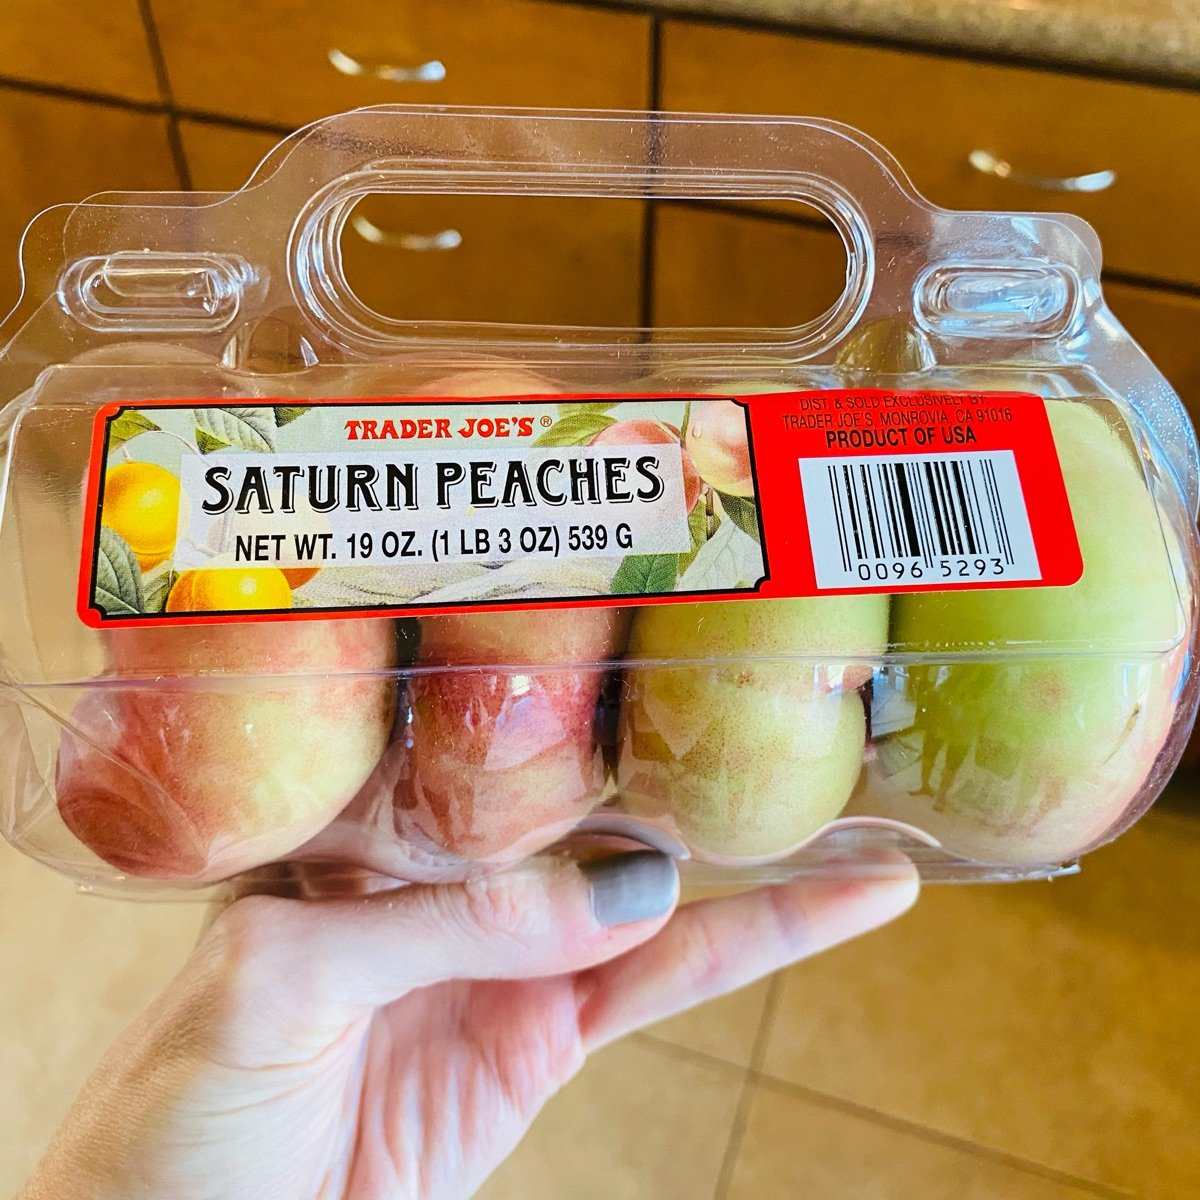 TRADER JOE'S®
SATURN PEACHES
NET WT. 19 OZ. (1 LB 3 OZ) 539 G
DIST. & SOLD EXCLUSIVELY BY:
TRADER JOE'S, MONROVIA, CA 91016
PRODUCT OF USA
0096 5293